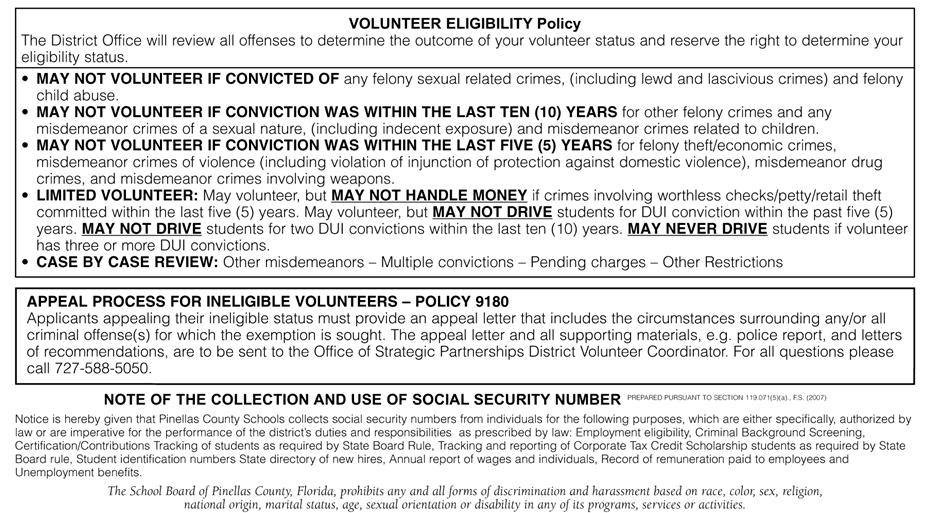 VOLUNTEER ELIGIBILITY Policy
The District Office will review all offenses to determine the outcome of your volunteer status and reserve the right to determine your
eligibility status.
• MAY NOT VOLUNTEER IF CONVICTED OF any felony sexual related crimes, (including lewd and lascivious crimes) and felony
child abuse.
• MAY NOT VOLUNTEER IF CONVICTION WAS WITHIN THE LAST TEN (10) YEARS for other felony crimes and any
misdemeanor crimes of a sexual nature, (including indecent exposure) and misdemeanor crimes related to children.
• MAY NOT VOLUNTEER IF CONVICTION WAS WITHIN THE LAST FIVE (5) YEARS for felony theft/economic crimes,
misdemeanor crimes of violence (including violation of injunction of protection against domestic violence), misdemeanor drug
crimes, and misdemeanor crimes involving weapons.
• LIMITED VOLUNTEER: May volunteer, but MAY NOT HANDLE MONEY if crimes involving worthless checks/petty/retail theft
committed within the last five (5) years. May volunteer, but MAY NOT DRIVE students for DUI conviction within the past five (5)
years. MAY NOT DRIVE students for two DUI convictions within the last ten (10) years. MAY NEVER DRIVE students if volunteer
has three or more DUI convictions.
• CASE BY CASE REVIEW: Other misdemeanors – Multiple convictions – Pending charges – Other Restrictions
APPEAL PROCESS FOR INELIGIBLE VOLUNTEERS – POLICY 9180
Applicants appealing their ineligible status must provide an appeal letter that includes the circumstances surrounding any/or all
criminal offense(s) for which the exemption is sought. The appeal letter and all supporting materials, e.g. police report, and letters
of recommendations, are to be sent to the Office of Strategic Partnerships District Volunteer Coordinator. For all questions please
call 727-588-5050.
NOTE OF THE COLLECTION AND USE OF SOCIAL SECURITY NUMBER PREPARED PURSUANT TO SECTION 119.071(5)(a)., F.S. (2007)
Notice is hereby given that Pinellas County Schools collects social security numbers from individuals for the following purposes, which are either specifically, authorized by
law or are imperative for the performance of the district's duties and responsibilities as prescribed by law: Employment eligibility, Criminal Background Screening,
Certification/Contributions Tracking of students as required by State Board Rule, Tracking and reporting of Corporate Tax Credit Scholarship students as required by State
Board rule, Student identification numbers State directory of new hires, Annual report of wages and individuals, Record of remuneration paid to employees and
Unemployment benefits.
The School Board of Pinellas County, Florida, prohibits any and all forms of discrimination and harassment based on race, color, sex, religion,
national origin, marital status, age, sexual orientation or disability in any of its programs, services or activities.